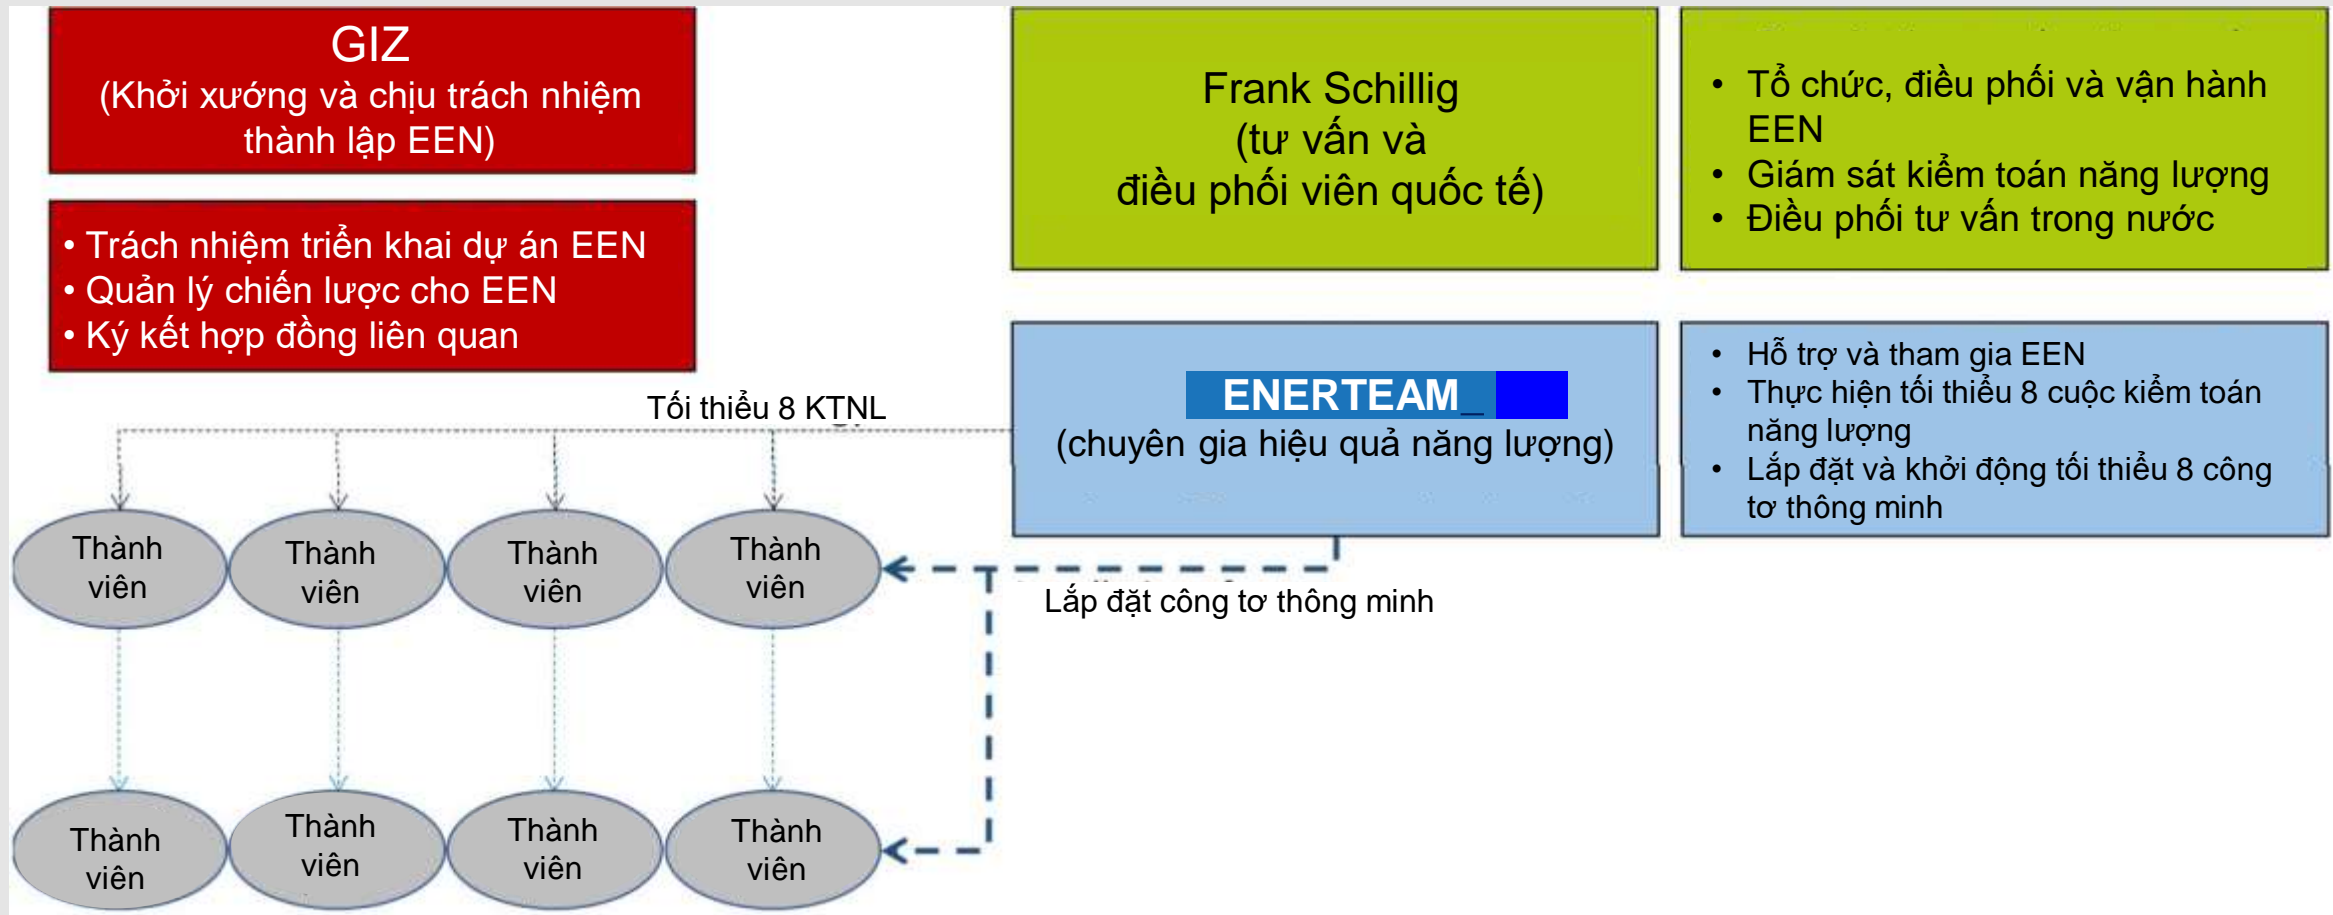 GIZ
(Khởi xướng và chịu trách nhiệm
thành lập EEN)
• Trách nhiệm triển khai dự án EEN
• Quản lý chiến lược cho EEN
• Ký kết hợp đồng liên quan
Frank Schillig
(tư vấn và
điều phối viên quốc tế)
• Tổ chức, điều phối và vận hành
EEN
• Giám sát kiểm toán năng lượng
• Điều phối tư vấn trong nước
ENERTEAM_
(chuyên gia hiệu quả năng lượng)
• Hỗ trợ và tham gia EEN
• Thực hiện tối thiểu 8 cuộc kiểm toán
năng lượng
• Lắp đặt và khởi động tối thiểu 8 công
tơ thông minh
Tối thiểu 8 KTNL
Thành
viên
Thành
viên
Thành
viên
Thành
viên
Lắp đặt công tơ thông minh
Thành
viên
Thành
viên
Thành
viên
Thành
viên